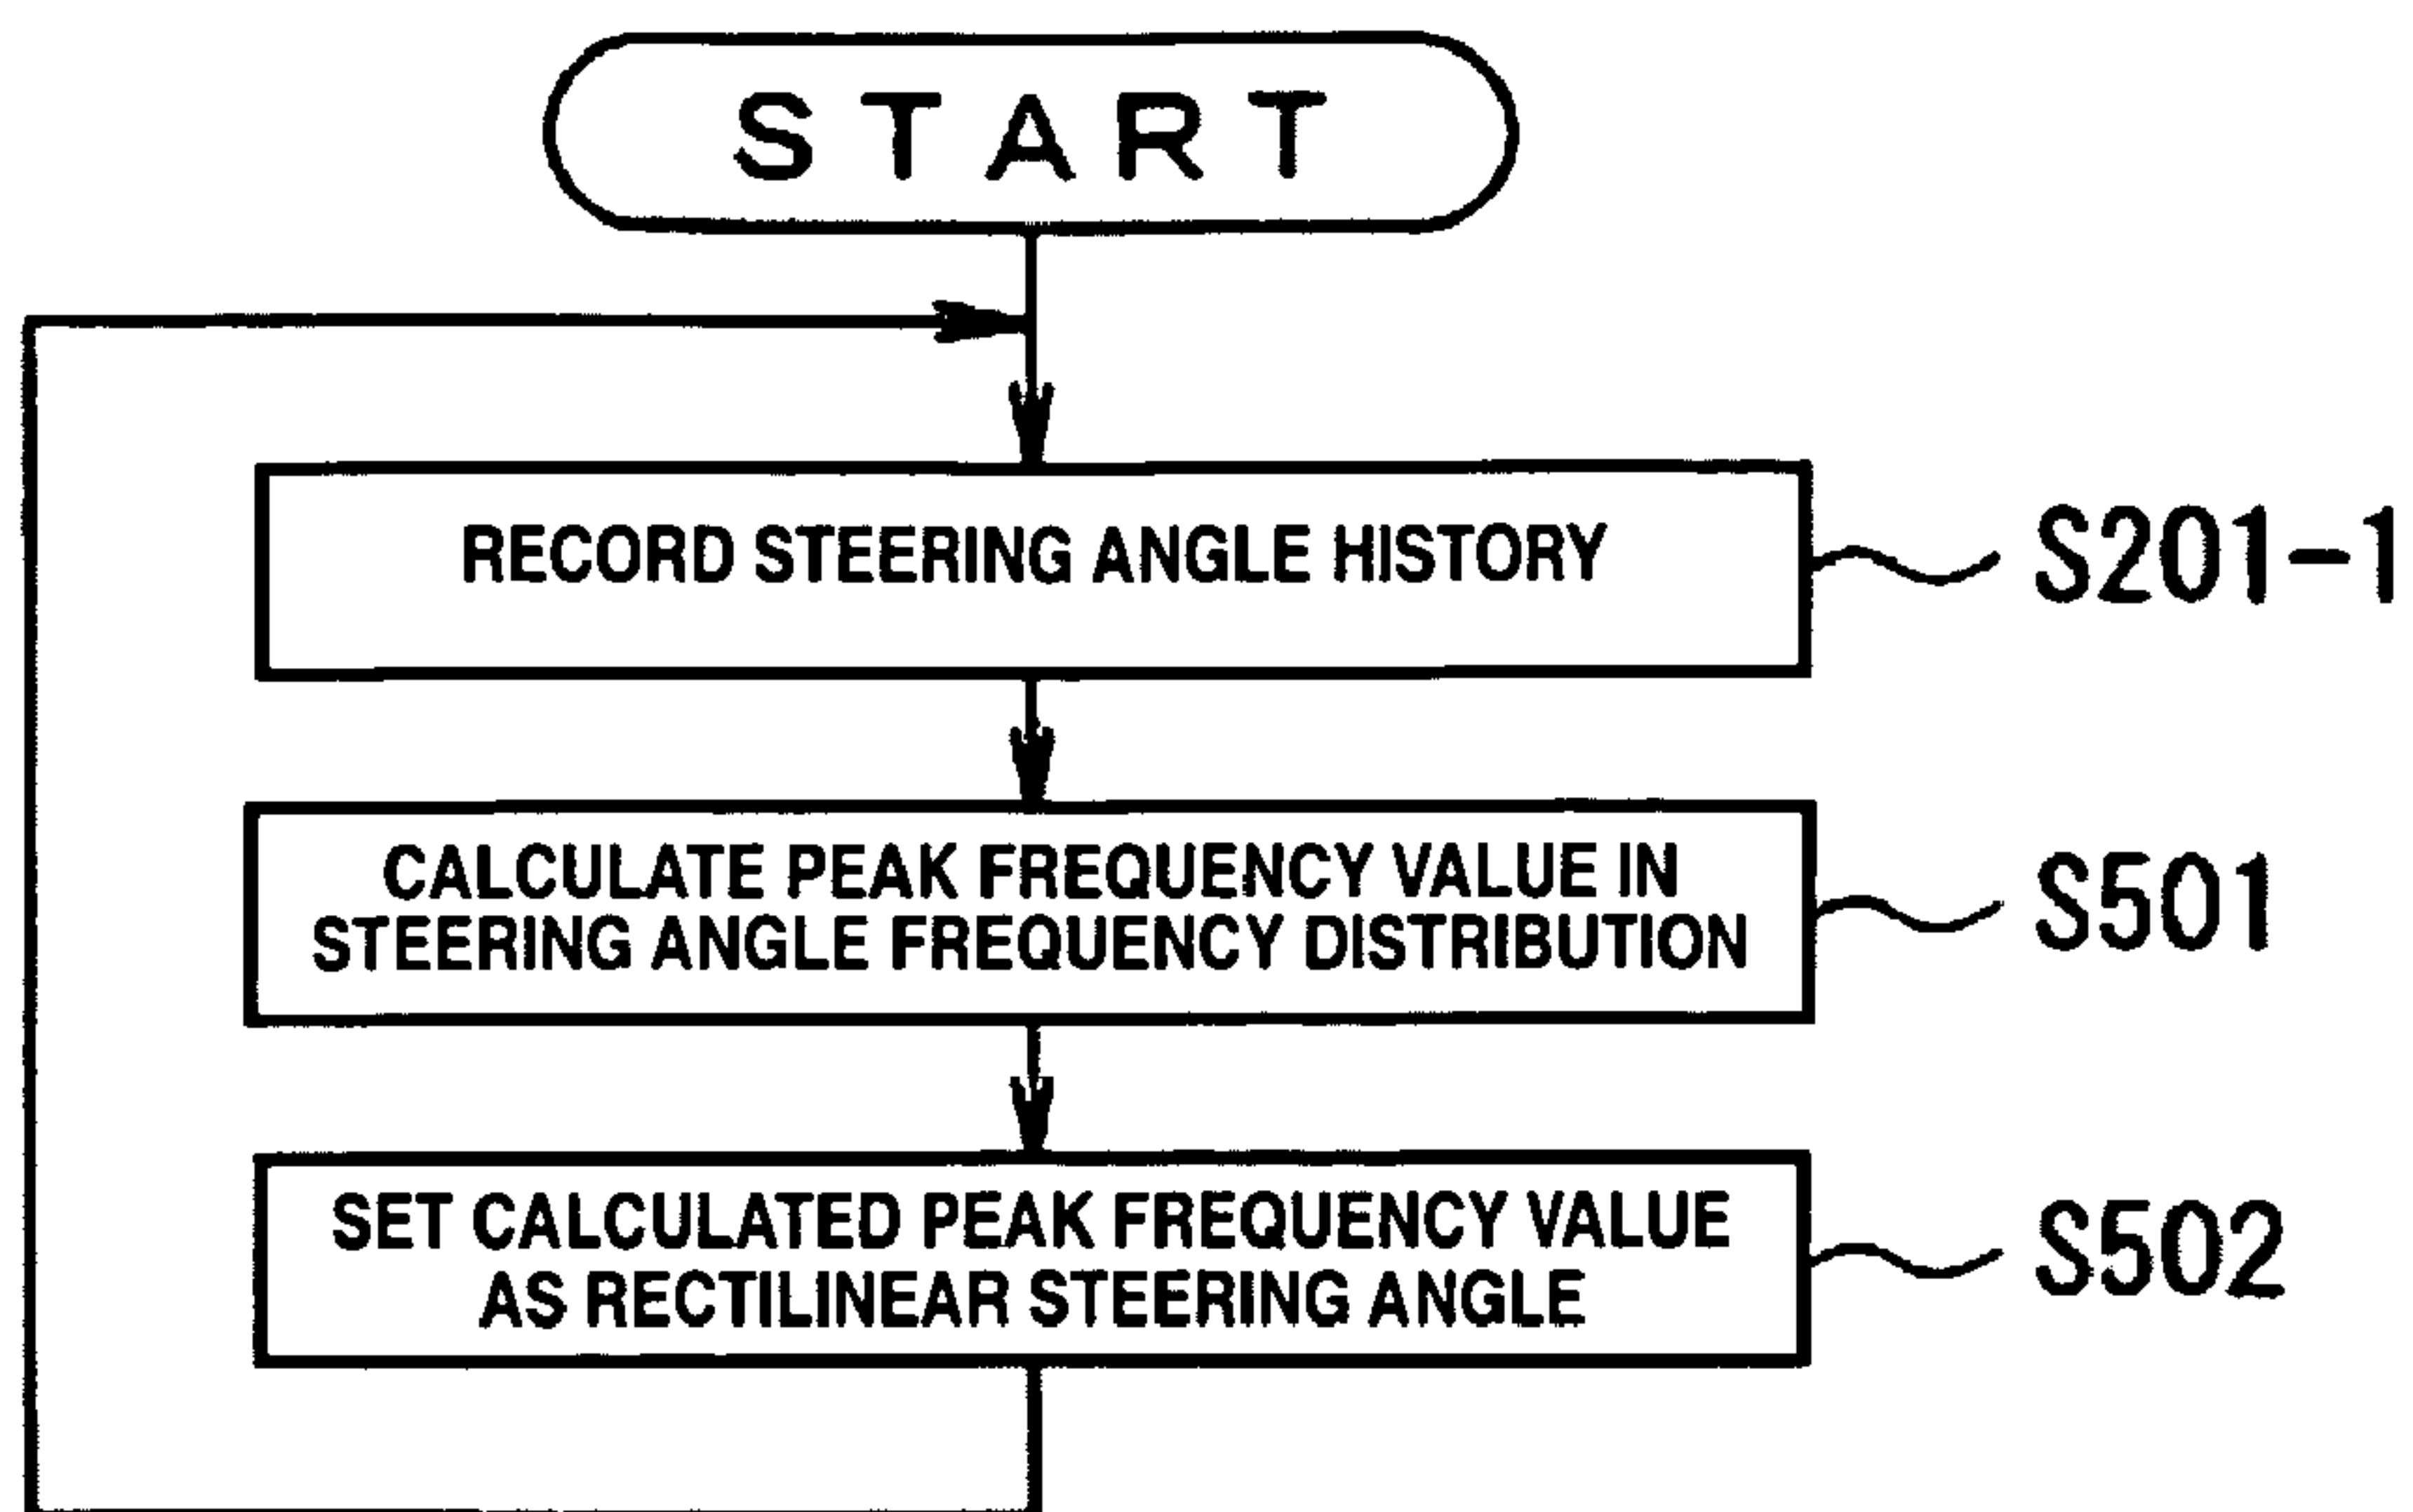 START
RECORD STEERING ANGLE HISTORY
S201-1
CALCULATE PEAK FREQUENCY VALUE IN
STEERING ANGLE FREQUENCY DISTRIBUTION
S501
SET CALCULATED PEAK FREQUENCY VALUE
AS RECTILINEAR STEERING ANGLE
S502